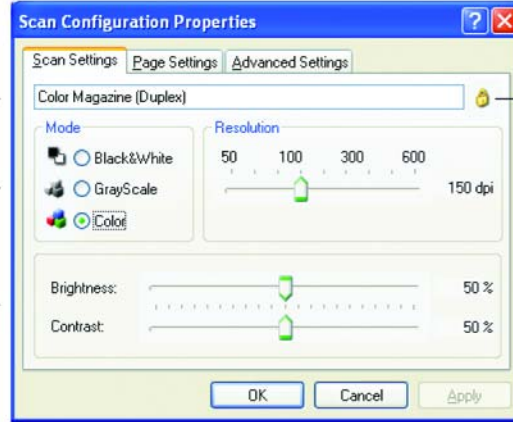 Scan Configuration Properties
Scan Settings Page Settings Advanced Settings
Color Magazine (Duplex)
Mode
Black&White
GrayScale
Color
Resolution
50 100 300 600
150 dpi
Brightness: 50 %
Contrast: 50 %
OK Cancel Apply